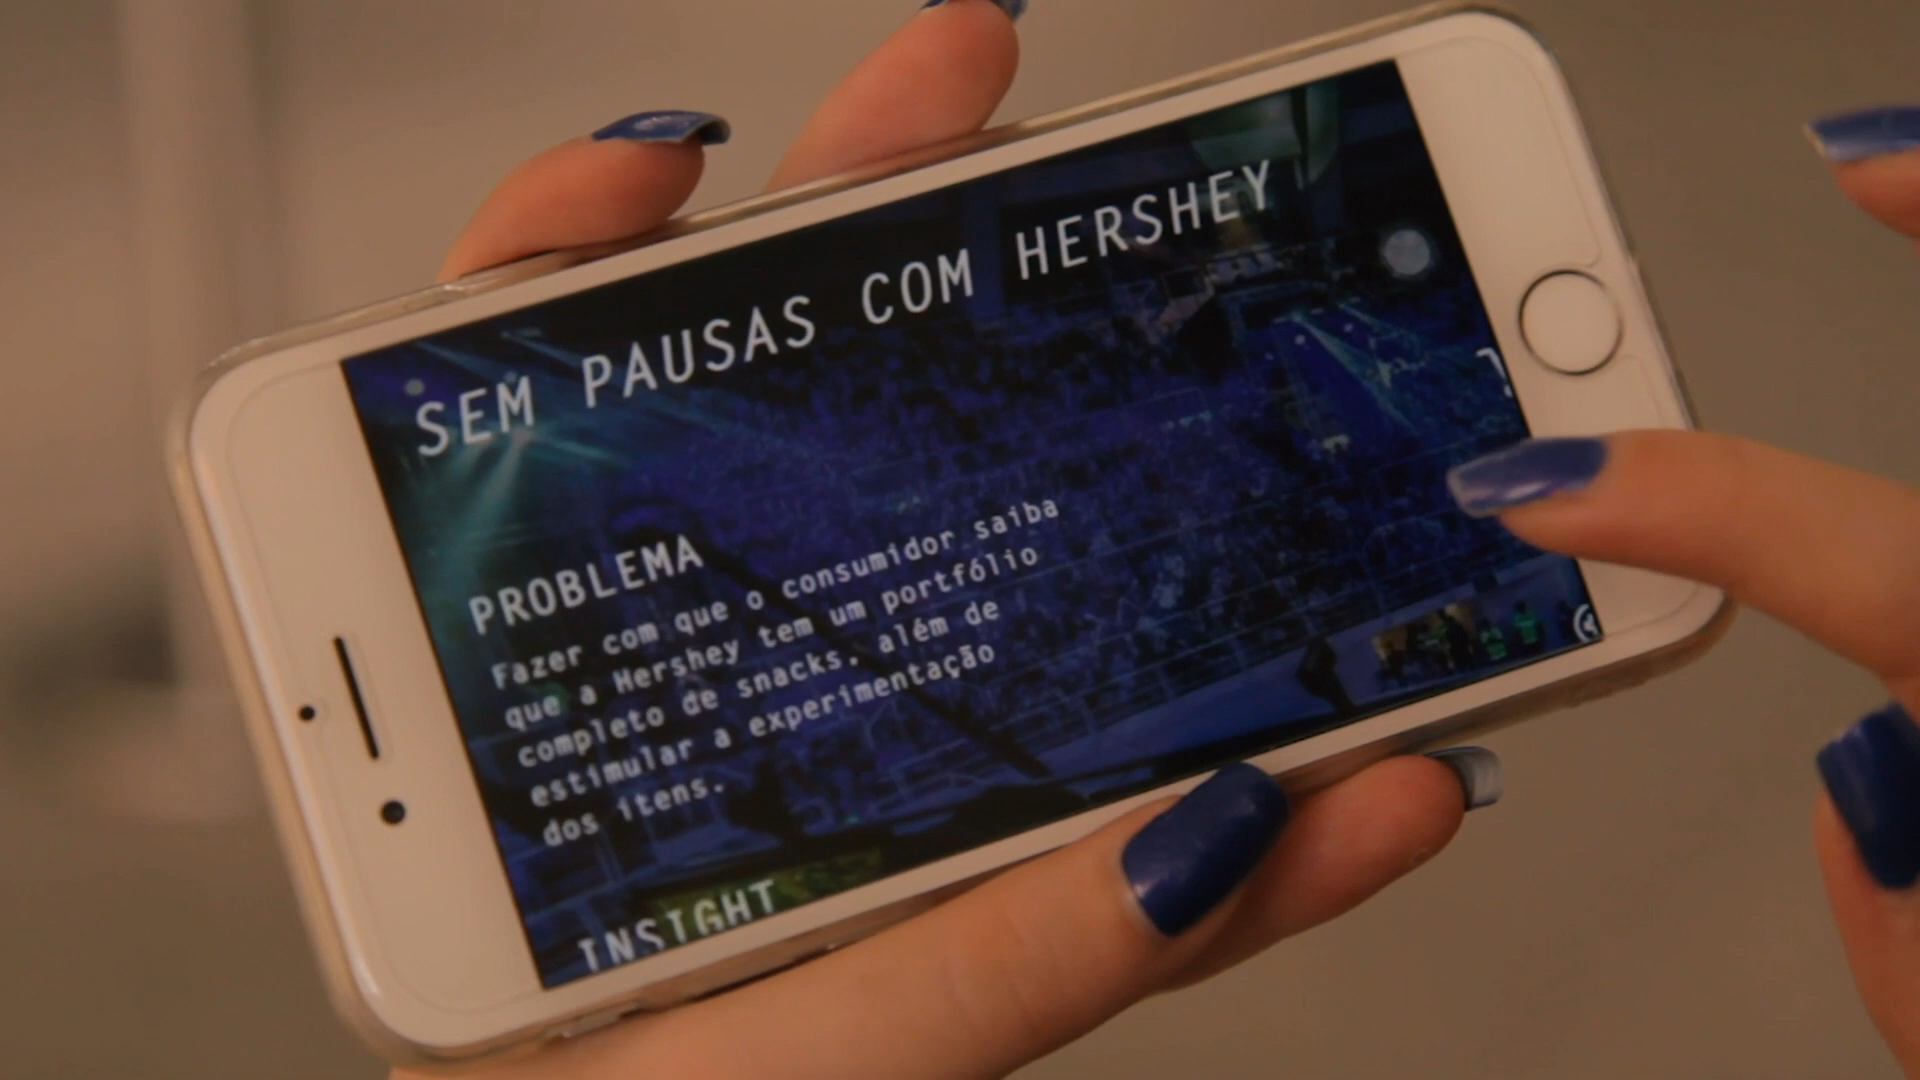 SEM PAUSAS COM HERSHEY
PROBLEMA
Fazer com que o consumidor saiba
que a Hershey tem um portfólio
completo de snacks, além de
estimular a experimentação
dos itens.
INSIGHT